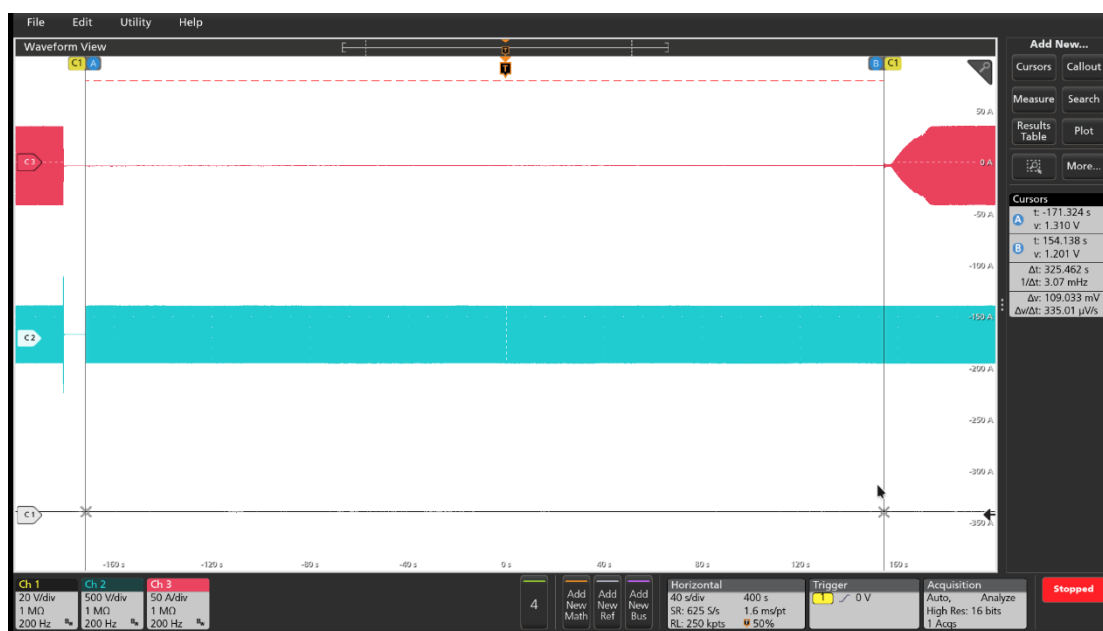 File Edit Utility Help
Waveform View
Add New...
C1 A
T
B C1
T
Cursors Callout
Measure Search
Results Table Plot
More...
50 A
C3
0 A
-50 A
-100 A
-150 A
C2
-200 A
-250 A
-300 A
C1
-350 A
Cursors
A
t: -171.324 s
v: 1.310 V
B
t: 154.138 s
v: 1.201 V
Δt: 325.462 s
1/Δt: 3.07 mHz
Δv: 109.033 mV
Δv/Δt: 335.01 μV/s
-160 s -120 s -80 s -40 s 0 s 40 s 80 s 120 s 160 s
Ch 1
20 V/div
1 MΩ
200 Hz Bw
Ch 2
500 V/div
1 MΩ
200 Hz Bw
Ch 3
50 A/div
1 MΩ
200 Hz Bw
4
Add New Math
Add New Ref
Add New Bus
Horizontal
40 s/div 400 s
SR: 625 S/s 1.6 ms/pt
RL: 250 kpts 50%
Trigger
1 0 V
Acquisition
Auto, Analyze
High Res: 16 bits
1 Acqs
Stopped